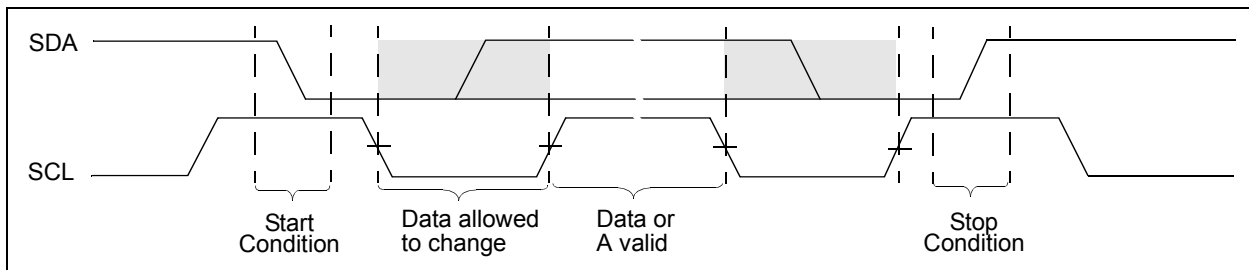 SDA
SCL
Start
Condition
Data allowed
to change
Data or
A valid
Stop
Condition